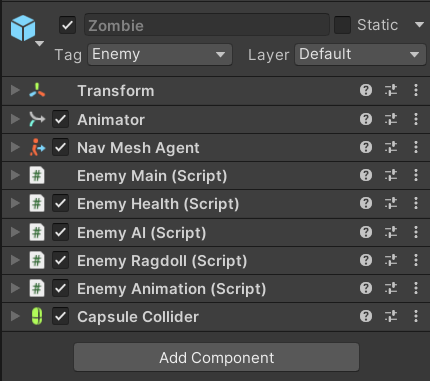 Zombie Static
Tag Enemy Layer Default
Transform
Animator
Nav Mesh Agent
# Enemy Main (Script)
# Enemy Health (Script)
# Enemy AI (Script)
# Enemy Ragdoll (Script)
# Enemy Animation (Script)
Capsule Collider
Add Component